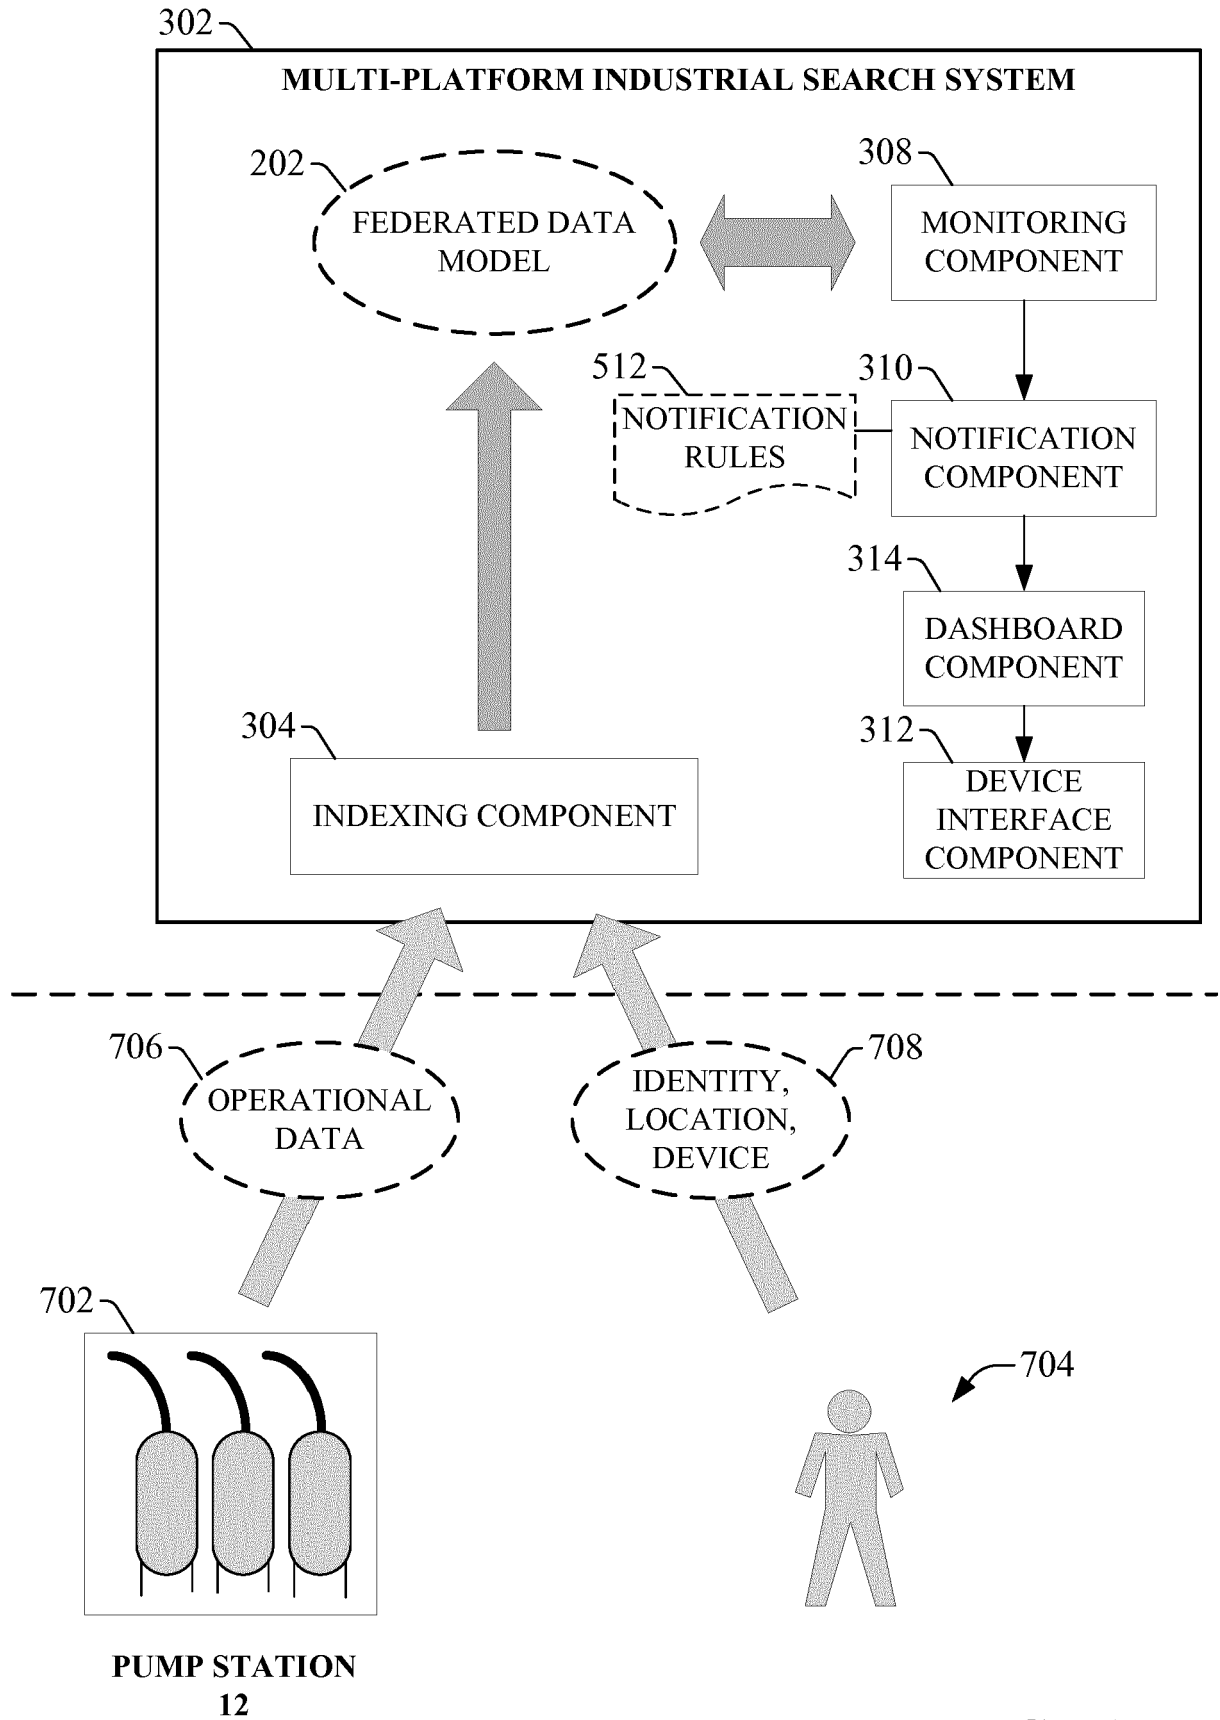 302
MULTI-PLATFORM INDUSTRIAL SEARCH SYSTEM
202
FEDERATED DATA
MODEL
308
MONITORING
COMPONENT
512
NOTIFICATION
RULES
310
NOTIFICATION
COMPONENT
314
DASHBOARD
COMPONENT
304
INDEXING COMPONENT
312
DEVICE
INTERFACE
COMPONENT
706
OPERATIONAL
DATA
708
IDENTITY,
LOCATION,
DEVICE
702
704
PUMP STATION
12